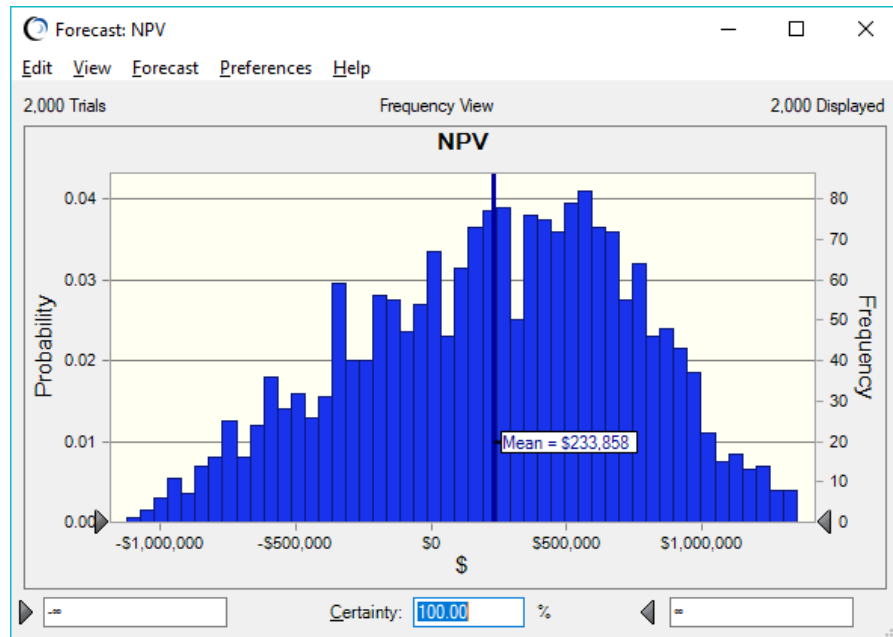 Forecast: NPV
Edit View Forecast Preferences Help
2,000 Trials Frequency View 2,000 Displayed
NPV
Probability
0.04
0.03
0.02
0.01
0.00
Mean = $233,858
80
70
60
50
40
30
20
10
0
Frequency
-$1,000,000 -$500,000 $0 $500,000 $1,000,000
$
-∞ Certainty: 100.00 % ∞